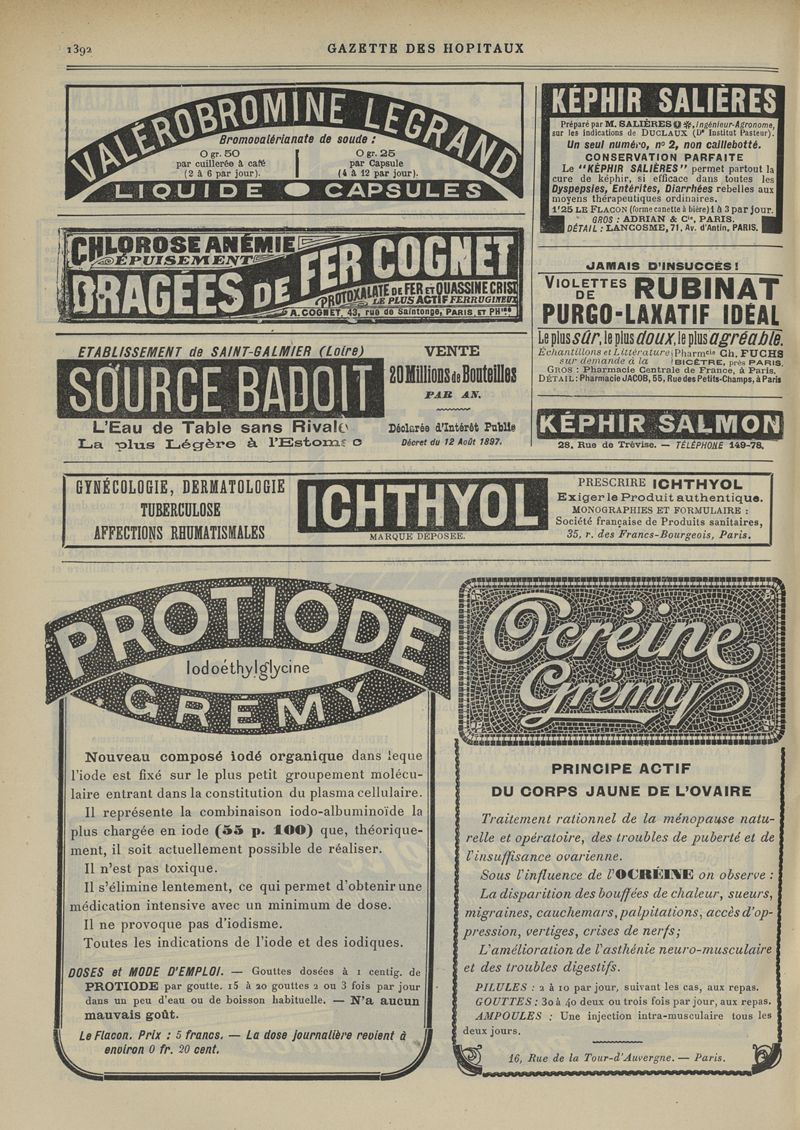 1392
GAZETTE DES HOPITAUX
VALÉROBROMINE LEGRAND
Bromovalérianate de soude :
0 gr. 50
par cuillerée à café
(2 à 6 par jour).
0 gr. 25
par Capsule
(4 à 12 par jour).
LIQUIDE CAPSULES
CHLOROSE ANÉMIE
ÉPUISEMENT
DRAGÉES DE FER COGNET
PROTOXALATE DE FER ET QUASSINE CRIST
LE PLUS ACTIF FERRUGINEUX
A. COGNET, 43, rue de Saintonge, PARIS ET PHies
ETABLISSEMENT de SAINT-GALMIER (Loire)
SOURCE BADOIT
L'Eau de Table sans Rivale
La plus Légère à l'Estomac
VENTE
20 Millions de Bouteilles
PAR AN.
Déclarée d'Intérêt Public
Décret du 12 Août 1897.
KÉPHIR SALIÈRES
Préparé par M. SALIÈRES, Ingénieur-Agronome,
sur les indications de DUCLAUX (Dr Institut Pasteur).
Un seul numéro, n° 2, non caillebotté.
CONSERVATION PARFAITE
Le "KÉPHIR SALIÈRES" permet partout la
cure de képhir, si efficace dans toutes les
Dyspepsies, Entérites, Diarrhées rebelles aux
moyens thérapeutiques ordinaires.
1f25 LE FLACON (forme canette à bière) 1 à 3 par jour.
GROS : ADRIAN & Cie, PARIS.
DÉTAIL : LANCOSME, 71, Av. d'Antin, PARIS.
JAMAIS D'INSUCCÈS !
VIOLETTES DE RUBINAT
PURGO-LAXATIF IDÉAL
Le plus sûr, le plus doux, le plus agréable.
Échantillons et Littérature
sur demande à la
Pharmcie Ch. FUCHS
BICÊTRE, près PARIS
GROS : Pharmacie Centrale de France, à Paris.
DÉTAIL : Pharmacie JACOB, 55, Rue des Petits-Champs, à Paris
KÉPHIR SALMON
28, Rue de Trévise. — TÉLÉPHONE 149-78.
GYNÉCOLOGIE, DERMATOLOGIE
TUBERCULOSE
AFFECTIONS RHUMATISMALES
ICHTHYOL
MARQUE DÉPOSÉE.
PRESCRIRE ICHTHYOL
Exiger le Produit authentique.
MONOGRAPHIES ET FORMULAIRE :
Société française de Produits sanitaires,
35, r. des Francs-Bourgeois, Paris.
PROTIODE
Iodoéthylglycine
GREMY
Nouveau composé iodé organique dans leque
l'iode est fixé sur le plus petit groupement molécu-
laire entrant dans la constitution du plasma cellulaire.
Il représente la combinaison iodo-albuminoïde la
plus chargée en iode (55 p. 100) que, théorique-
ment, il soit actuellement possible de réaliser.
Il n'est pas toxique.
Il s'élimine lentement, ce qui permet d'obtenir une
médication intensive avec un minimum de dose.
Il ne provoque pas d'iodisme.
Toutes les indications de l'iode et des iodiques.
DOSES et MODE D'EMPLOI. — Gouttes dosées à 1 centig. de
PROTIODE par goutte. 15 à 20 gouttes 2 ou 3 fois par jour
dans un peu d'eau ou de boisson habituelle. — N'a aucun
mauvais goût.
Le Flacon. Prix : 5 francs. — La dose journalière revient à
environ 0 fr. 20 cent.
Ocréine
Grémy
PRINCIPE ACTIF
DU CORPS JAUNE DE L'OVAIRE
Traitement rationnel de la ménopause natu-
relle et opératoire, des troubles de puberté et de
l'insuffisance ovarienne.
Sous l'influence de l'OCRÉINE on observe :
La disparition des bouffées de chaleur, sueurs,
migraines, cauchemars, palpitations, accès d'op-
pression, vertiges, crises de nerfs ;
L'amélioration de l'asthénie neuro-musculaire
et des troubles digestifs.
PILULES : 2 à 10 par jour, suivant les cas, aux repas.
GOUTTES : 30 à 40 deux ou trois fois par jour, aux repas.
AMPOULES : Une injection intra-musculaire tous les
deux jours.
16, Rue de la Tour-d'Auvergne. — Paris.